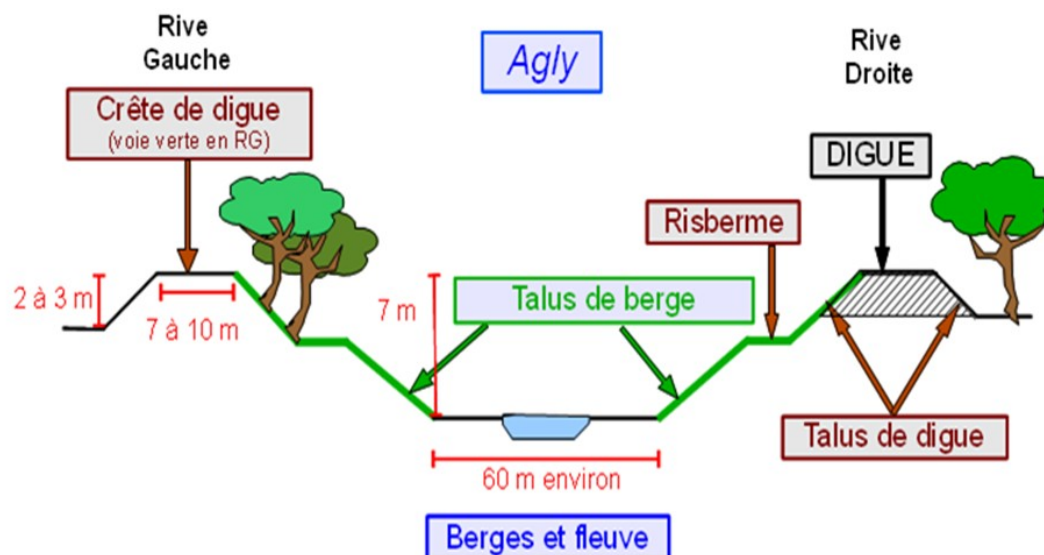 Rive
Gauche
Agly
Rive
Droite
Crête de digue
(voie verte en RG)
DIGUE
Risberme
2 à 3 m
7 à 10 m
7 m
Talus de berge
Talus de digue
60 m environ
Berges et fleuve